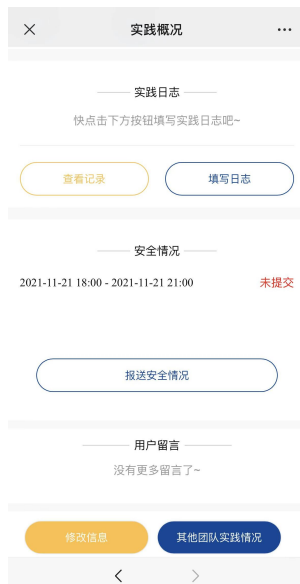 实践概况
实践日志
快点击下方按钮填写实践日志吧~
查看记录
填写日志
安全情况
2021-11-21 18:00 - 2021-11-21 21:00 未提交
报送安全情况
用户留言
没有更多留言了~
修改信息
其他团队实践情况